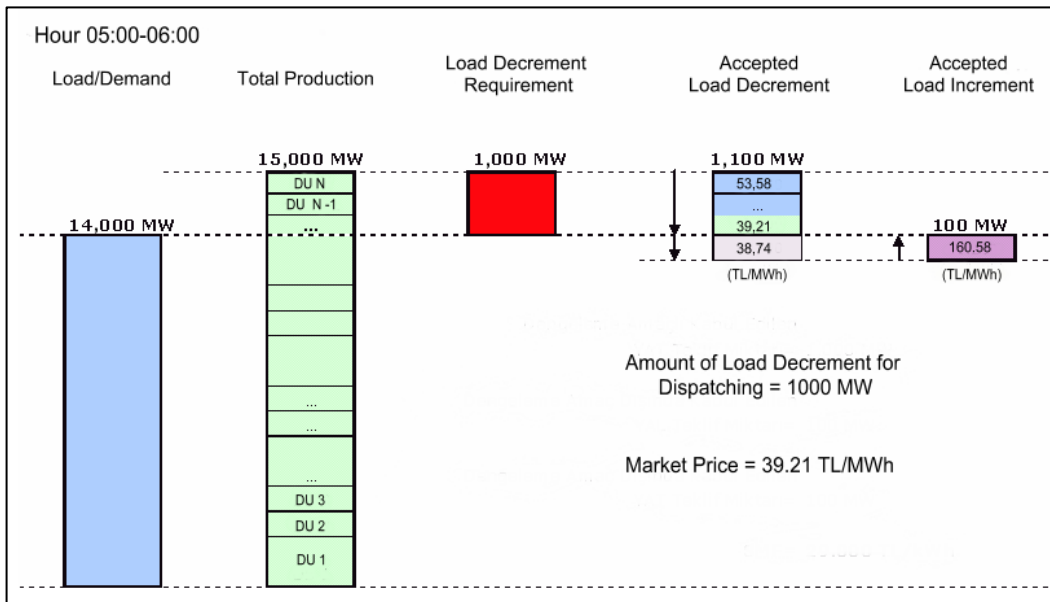 Hour 05:00-06:00
Load/Demand
Total Production
Load Decrement
Requirement
Accepted
Load Decrement
Accepted
Load Increment
15,000 MW
1,000 MW
1,100 MW
DU N
53,58
DU N -1
...
14,000 MW
...
39,21
100 MW
38,74
160.58
(TL/MWh)
(TL/MWh)
Amount of Load Decrement for
Dispatching = 1000 MW
...
...
Market Price = 39.21 TL/MWh
...
DU 3
DU 2
DU 1